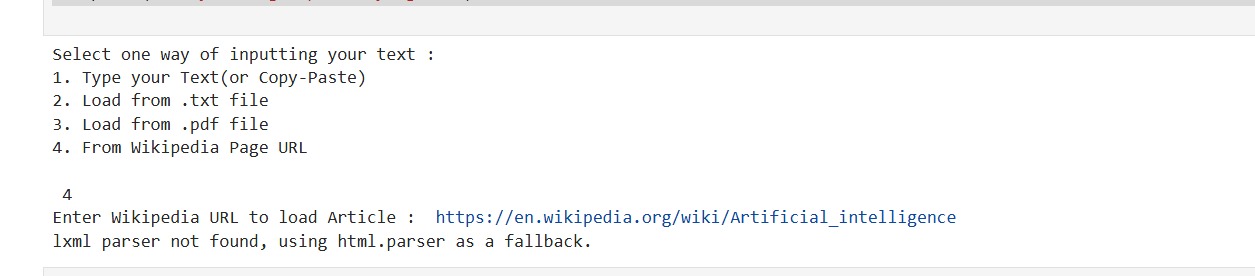 Select one way of inputting your text :
1. Type your Text(or Copy-Paste)
2. Load from .txt file
3. Load from .pdf file
4. From Wikipedia Page URL
4
Enter Wikipedia URL to load Article :  https://en.wikipedia.org/wiki/Artificial_intelligence
lxml parser not found, using html.parser as a fallback.